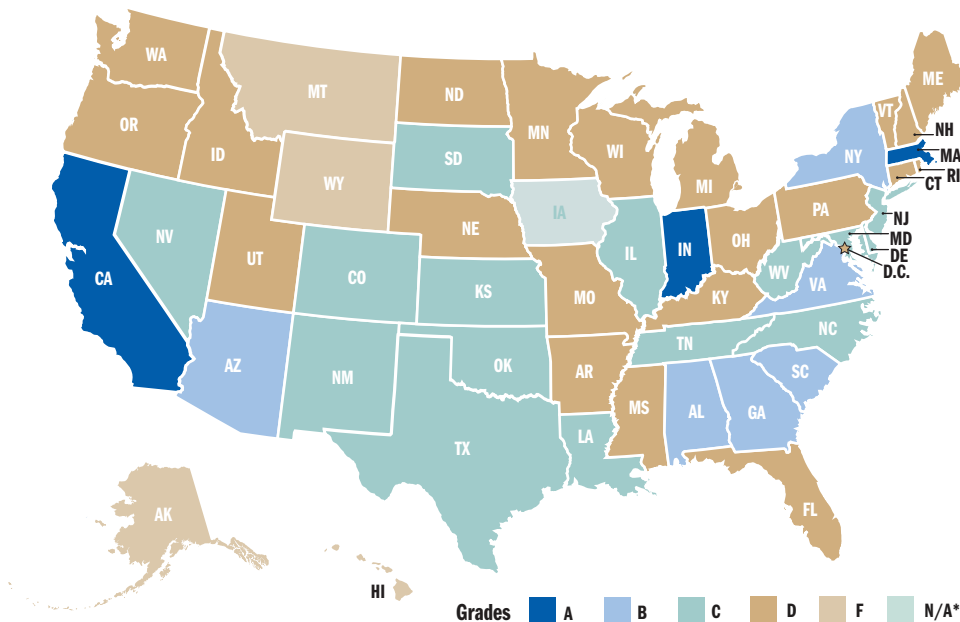 WA
MT
ND
ME
OR
MN
VT
ID
SD
WI
NH
NY
MA
WY
MI
RI
CT
IA
PA
NE
NJ
NV
OH
IL
IN
MD
UT
DE
CO
WV
D.C.
CA
KS
MO
VA
KY
NC
TN
AZ
OK
NM
AR
SC
MS
AL
GA
TX
LA
AK
FL
HI
Grades A B C D F N/A*